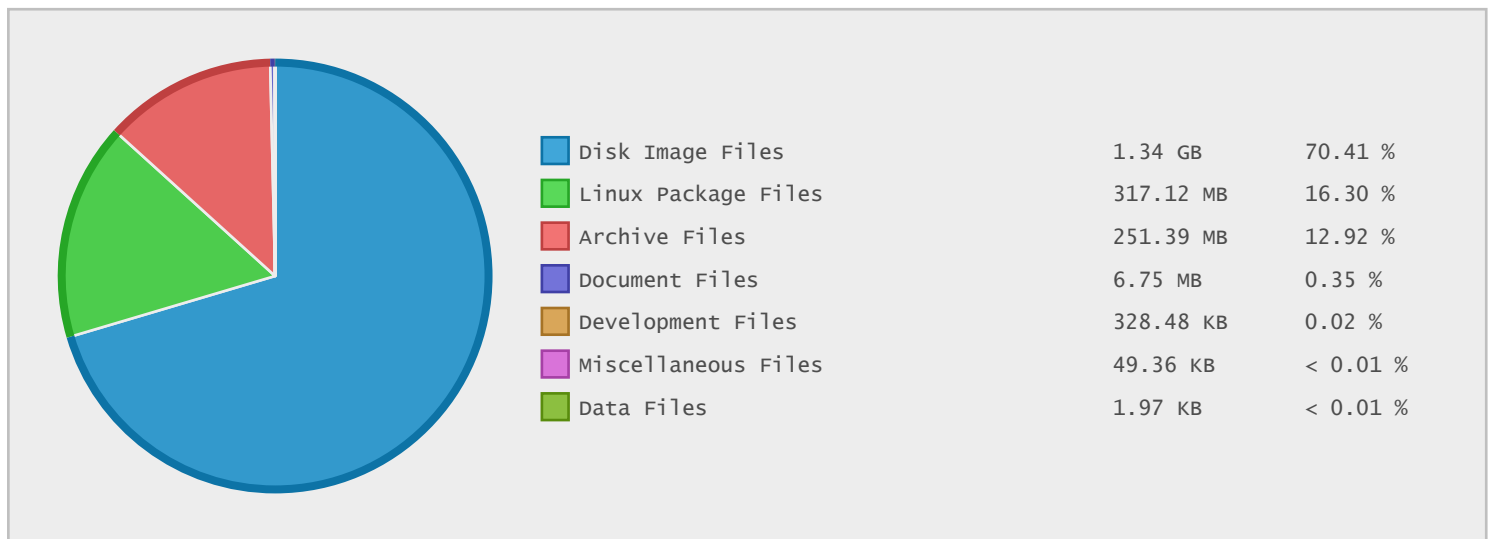 Disk Image Files 1.34 GB 70.41 %
Linux Package Files 317.12 MB 16.30 %
Archive Files 251.39 MB 12.92 %
Document Files 6.75 MB 0.35 %
Development Files 328.48 KB 0.02 %
Miscellaneous Files 49.36 KB < 0.01 %
Data Files 1.97 KB < 0.01 %